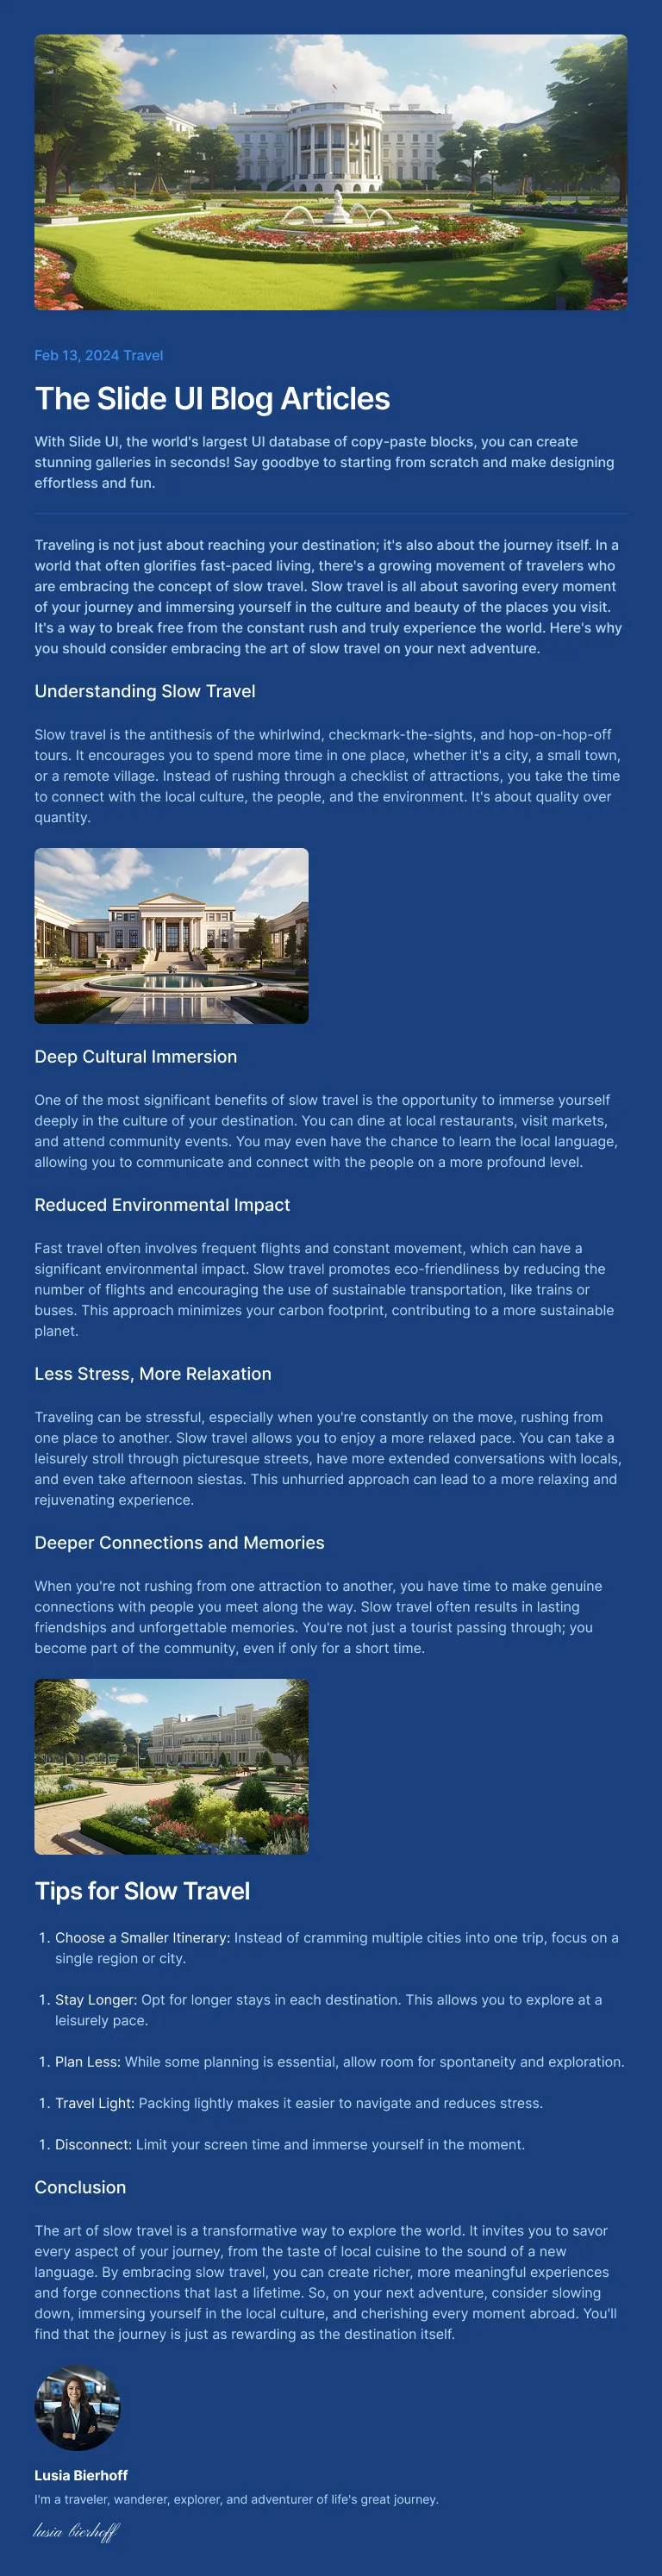 Feb 13, 2024 Travel
The Slide UI Blog Articles
With Slide UI, the world's largest UI database of copy-paste blocks, you can create
stunning galleries in seconds! Say goodbye to starting from scratch and make designing
effortless and fun.
Traveling is not just about reaching your destination; it's also about the journey itself. In a
world that often glorifies fast-paced living, there's a growing movement of travelers who
are embracing the concept of slow travel. Slow travel is all about savoring every moment
of your journey and immersing yourself in the culture and beauty of the places you visit.
It's a way to break free from the constant rush and truly experience the world. Here's why
you should consider embracing the art of slow travel on your next adventure.
Understanding Slow Travel
Slow travel is the antithesis of the whirlwind, checkmark-the-sights, and hop-on-hop-off
tours. It encourages you to spend more time in one place, whether it's a city, a small town,
or a remote village. Instead of rushing through a checklist of attractions, you take the time
to connect with the local culture, the people, and the environment. It's about quality over
quantity.
Deep Cultural Immersion
One of the most significant benefits of slow travel is the opportunity to immerse yourself
deeply in the culture of your destination. You can dine at local restaurants, visit markets,
and attend community events. You may even have the chance to learn the local language,
allowing you to communicate and connect with the people on a more profound level.
Reduced Environmental Impact
Fast travel often involves frequent flights and constant movement, which can have a
significant environmental impact. Slow travel promotes eco-friendliness by reducing the
number of flights and encouraging the use of sustainable transportation, like trains or
buses. This approach minimizes your carbon footprint, contributing to a more sustainable
planet.
Less Stress, More Relaxation
Traveling can be stressful, especially when you're constantly on the move, rushing from
one place to another. Slow travel allows you to enjoy a more relaxed pace. You can take a
leisurely stroll through picturesque streets, have more extended conversations with locals,
and even take afternoon siestas. This unhurried approach can lead to a more relaxing and
rejuvenating experience.
Deeper Connections and Memories
When you're not rushing from one attraction to another, you have time to make genuine
connections with people you meet along the way. Slow travel often results in lasting
friendships and unforgettable memories. You're not just a tourist passing through; you
become part of the community, even if only for a short time.
Tips for Slow Travel
1. Choose a Smaller Itinerary: Instead of cramming multiple cities into one trip, focus on a
single region or city.
1. Stay Longer: Opt for longer stays in each destination. This allows you to explore at a
leisurely pace.
1. Plan Less: While some planning is essential, allow room for spontaneity and exploration.
1. Travel Light: Packing lightly makes it easier to navigate and reduces stress.
1. Disconnect: Limit your screen time and immerse yourself in the moment.
Conclusion
The art of slow travel is a transformative way to explore the world. It invites you to savor
every aspect of your journey, from the taste of local cuisine to the sound of a new
language. By embracing slow travel, you can create richer, more meaningful experiences
and forge connections that last a lifetime. So, on your next adventure, consider slowing
down, immersing yourself in the local culture, and cherishing every moment abroad. You'll
find that the journey is just as rewarding as the destination itself.
Lusia Bierhoff
I'm a traveler, wanderer, explorer, and adventurer of life's great journey.
lusia bierhoff